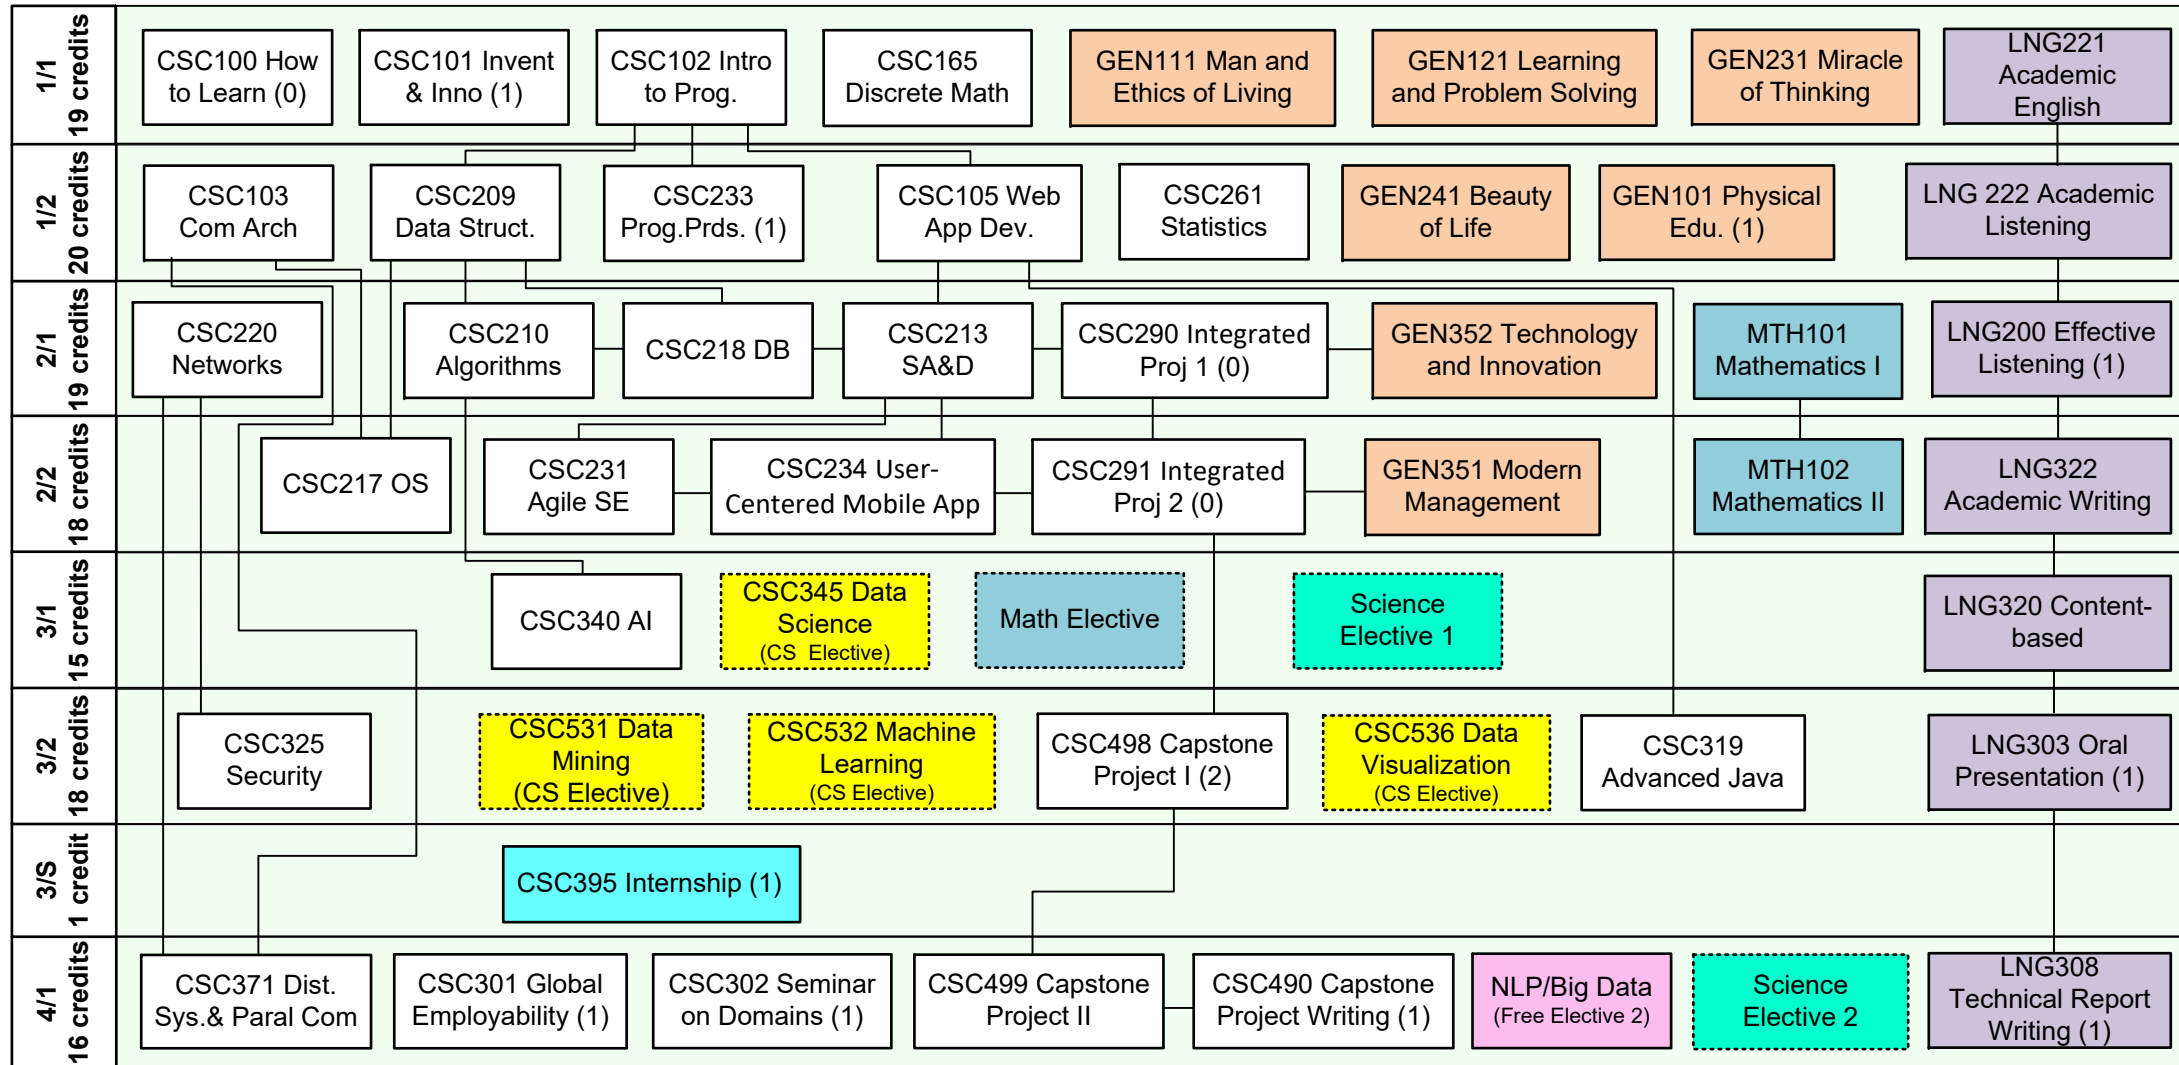 1/1
19 credits
CSC100 How
to Learn (0)
CSC101 Invent
& Inno (1)
CSC102 Intro
to Prog.
CSC165
Discrete Math
GEN111 Man and
Ethics of Living
GEN121 Learning
and Problem Solving
GEN231 Miracle
of Thinking
LNG221
Academic
English
1/2
20 credits
CSC103
Com Arch
CSC209
Data Struct.
CSC233
Prog.Prds. (1)
CSC105 Web
App Dev.
CSC261
Statistics
GEN241 Beauty
of Life
GEN101 Physical
Edu. (1)
LNG 222 Academic
Listening
2/1
19 credits
CSC220
Networks
CSC210
Algorithms
CSC218 DB
CSC213
SA&D
CSC290 Integrated
Proj 1 (0)
GEN352 Technology
and Innovation
MTH101
Mathematics I
LNG200 Effective
Listening (1)
2/2
18 credits
CSC217 OS
CSC231
Agile SE
CSC234 User-
Centered Mobile App
CSC291 Integrated
Proj 2 (0)
GEN351 Modern
Management
MTH102
Mathematics II
LNG322
Academic Writing
3/1
15 credits
CSC340 AI
CSC345 Data
Science
(CS Elective)
Math Elective
Science
Elective 1
LNG320 Content-
based
3/2
18 credits
CSC325
Security
CSC531 Data
Mining
(CS Elective)
CSC532 Machine
Learning
(CS Elective)
CSC498 Capstone
Project I (2)
CSC536 Data
Visualization
(CS Elective)
CSC319
Advanced Java
LNG303 Oral
Presentation (1)
3/S
1 credit
CSC395 Internship (1)
4/1
16 credits
CSC371 Dist.
Sys.& Paral Com
CSC301 Global
Employability (1)
CSC302 Seminar
on Domains (1)
CSC499 Capstone
Project II
CSC490 Capstone
Project Writing (1)
NLP/Big Data
(Free Elective 2)
Science
Elective 2
LNG308
Technical Report
Writing (1)